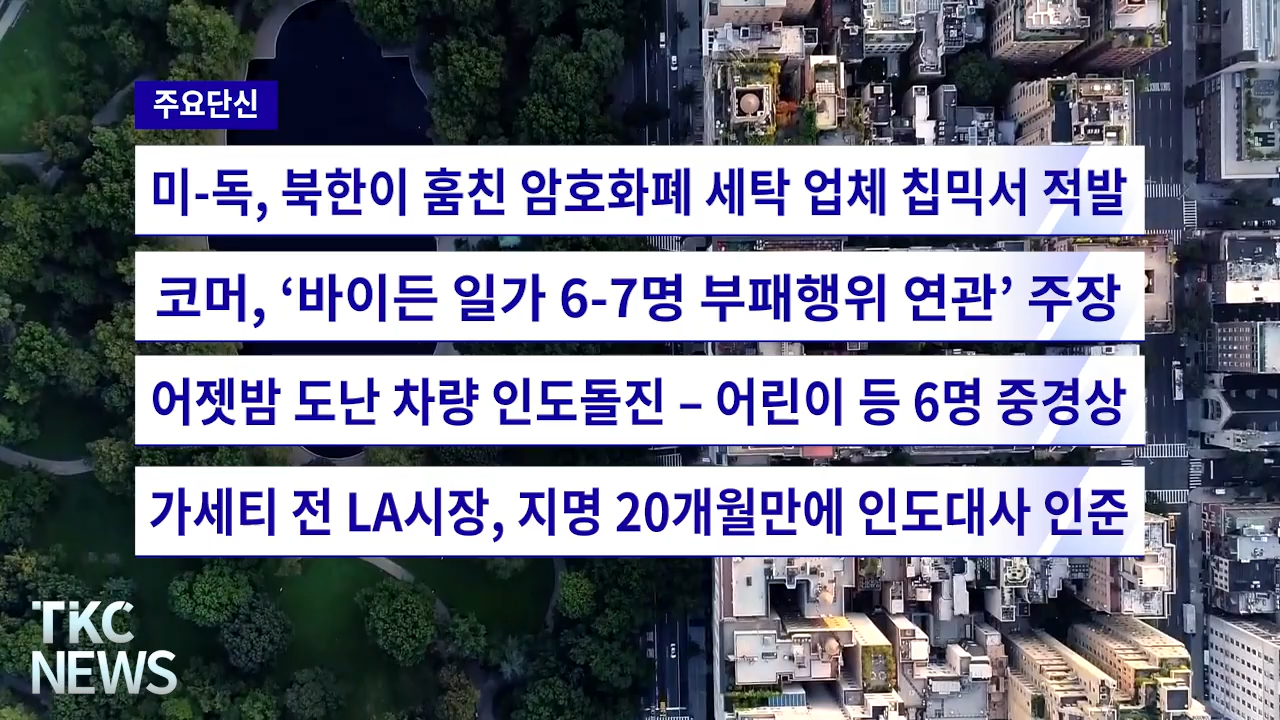 주요단신
미-독, 북한이 훔친 암호화폐 세탁 업체 칩믹서 적발
코머, ‘바이든 일가 6-7명 부패행위 연관’ 주장
어젯밤 도난 차량 인도돌진 – 어린이 등 6명 중경상
가세티 전 LA시장, 지명 20개월만에 인도대사 인준
TKC
NEWS